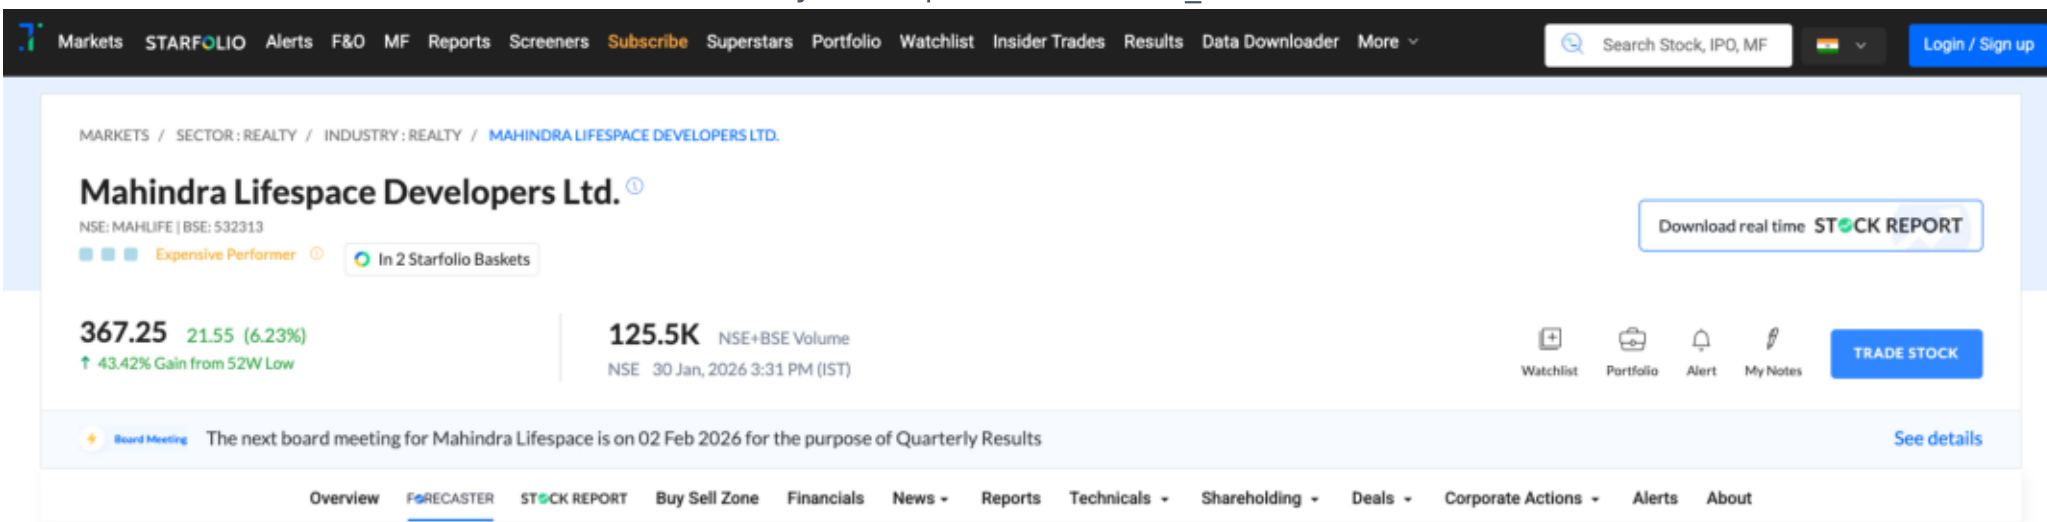 Markets STARFOLIO Alerts F&O MF Reports Screeners Subscribe Superstars Portfolio Watchlist Insider Trades Results Data Downloader More Search Stock, IPO, MF Login / Sign up
MARKETS / SECTOR : REALTY / INDUSTRY : REALTY / MAHINDRA LIFESPACE DEVELOPERS LTD.
Mahindra Lifespace Developers Ltd.
NSE: MAHLIFE | BSE: 532313
Download real time STOCK REPORT
Expensive Performer In 2 Starfolio Baskets
367.25 21.55 (6.23%) 125.5K NSE+BSE Volume
43.42% Gain from 52W Low NSE 30 Jan, 2026 3:31 PM (IST)
Watchlist Portfolio Alert My Notes TRADE STOCK
Board Meeting The next board meeting for Mahindra Lifespace is on 02 Feb 2026 for the purpose of Quarterly Results See details
Overview FORECASTER STOCK REPORT Buy Sell Zone Financials News Reports Technicals Shareholding Deals Corporate Actions Alerts About